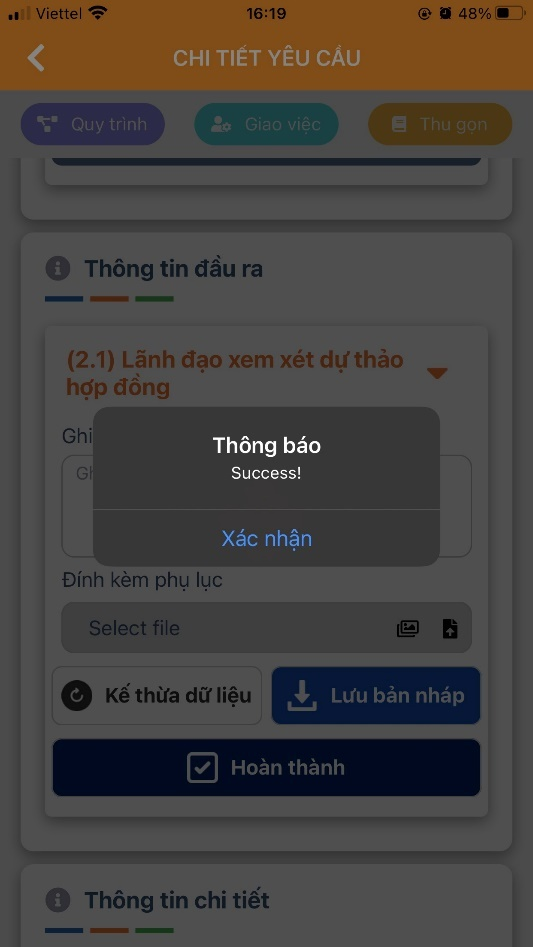 Viettel 16:19 48%
CHI TIẾT YÊU CẦU
Quy trình Giao việc Thu gọn
Thông tin đầu ra
(2.1) Lãnh đạo xem xét dự thảo
hợp đồng
Ghi
Gh
Thông báo
Success!
Xác nhận
Đính kèm phụ lục
Select file
Kế thừa dữ liệu Lưu bản nháp
Hoàn thành
Thông tin chi tiết